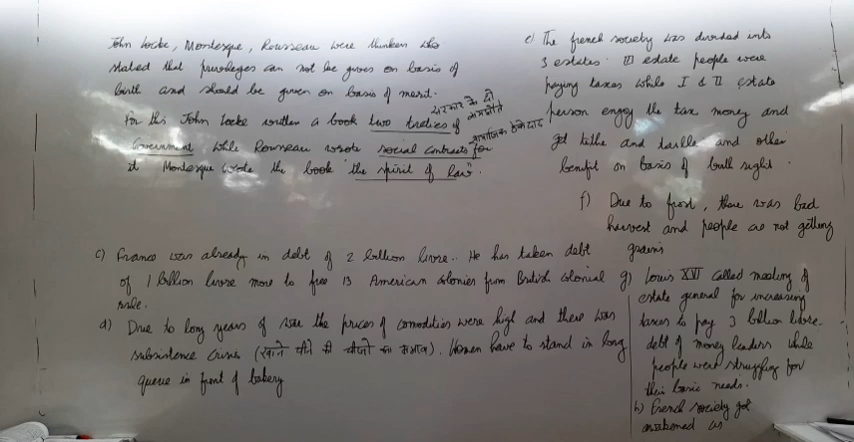 John Locke, Montesque, Rousseau were thinkers who
stated that privileges can not be given on basis of
birth and should be given on basis of merit.
For this John Locke written a book two treties of
सरकार के दो
Government while Rousseau wrote social contracts for
सामाजिक
it Montesque wrote the book "the spirit of law".
c) France was already in debt of 2 billion livre. He has taken debt
of 1 billion livre more to free 13 American colonies from British colonial
rule.
d) Due to long years of war the prices of comodities were high and there was
subsistence crisis (खाने पीने की चीजों का अभाव). Women have to stand in long
queue in front of bakery
e) The french society was divided into
3 estates. III estate people were
paying taxes while I & II estate
person enjoy the tax money and
get tithe and taille and other
benifit on basis of birth right.
f) Due to frost, there was bad
harvest and people are not getting
grains
g) Louis XVI called meeting of
estate general for increasing
taxes to pay 3 billion livre
debt of money leaders while
people were struggling for
their basic needs.
h) French society got
as